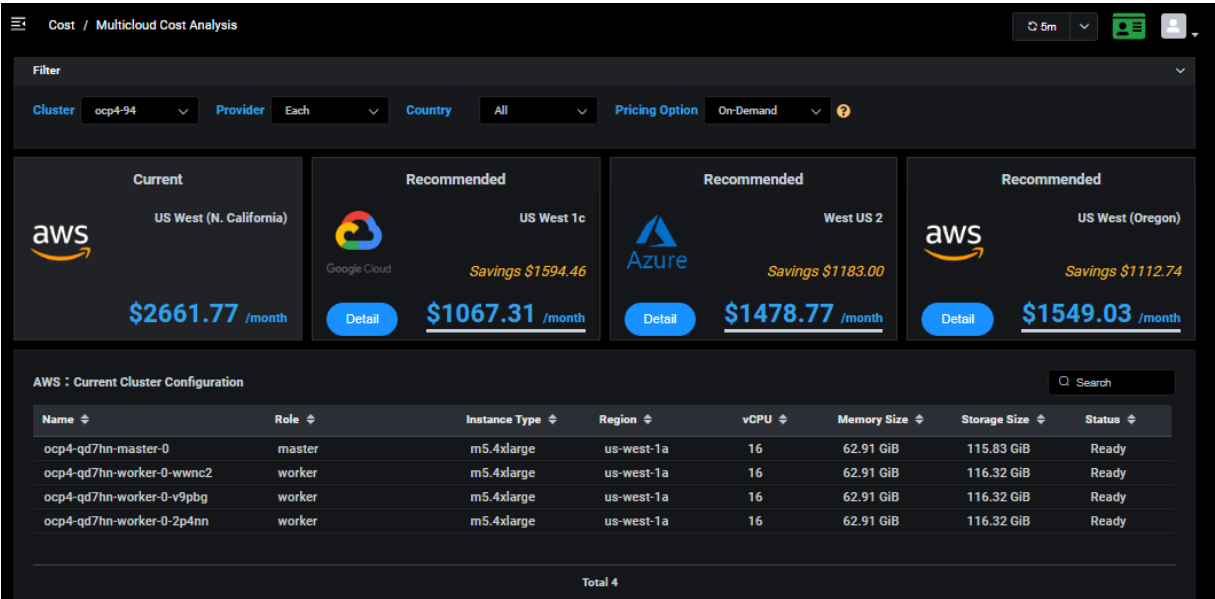 Cost / Multicloud Cost Analysis
5m
Filter
Cluster ocp4-94 Provider Each Country All Pricing Option On-Demand ?
Current
aws
US West (N. California)
$2661.77 /month
Recommended
Google Cloud
US West 1c
Savings $1594.46
Detail $1067.31 /month
Recommended
Azure
West US 2
Savings $1183.00
Detail $1478.77 /month
Recommended
aws
US West (Oregon)
Savings $1112.74
Detail $1549.03 /month
AWS : Current Cluster Configuration
Search
Name Role Instance Type Region vCPU Memory Size Storage Size Status
ocp4-qd7hn-master-0 master m5.4xlarge us-west-1a 16 62.91 GiB 115.83 GiB Ready
ocp4-qd7hn-worker-0-wwnc2 worker m5.4xlarge us-west-1a 16 62.91 GiB 116.32 GiB Ready
ocp4-qd7hn-worker-0-v9pbg worker m5.4xlarge us-west-1a 16 62.91 GiB 116.32 GiB Ready
ocp4-qd7hn-worker-0-2p4nn worker m5.4xlarge us-west-1a 16 62.91 GiB 116.32 GiB Ready
Total 4